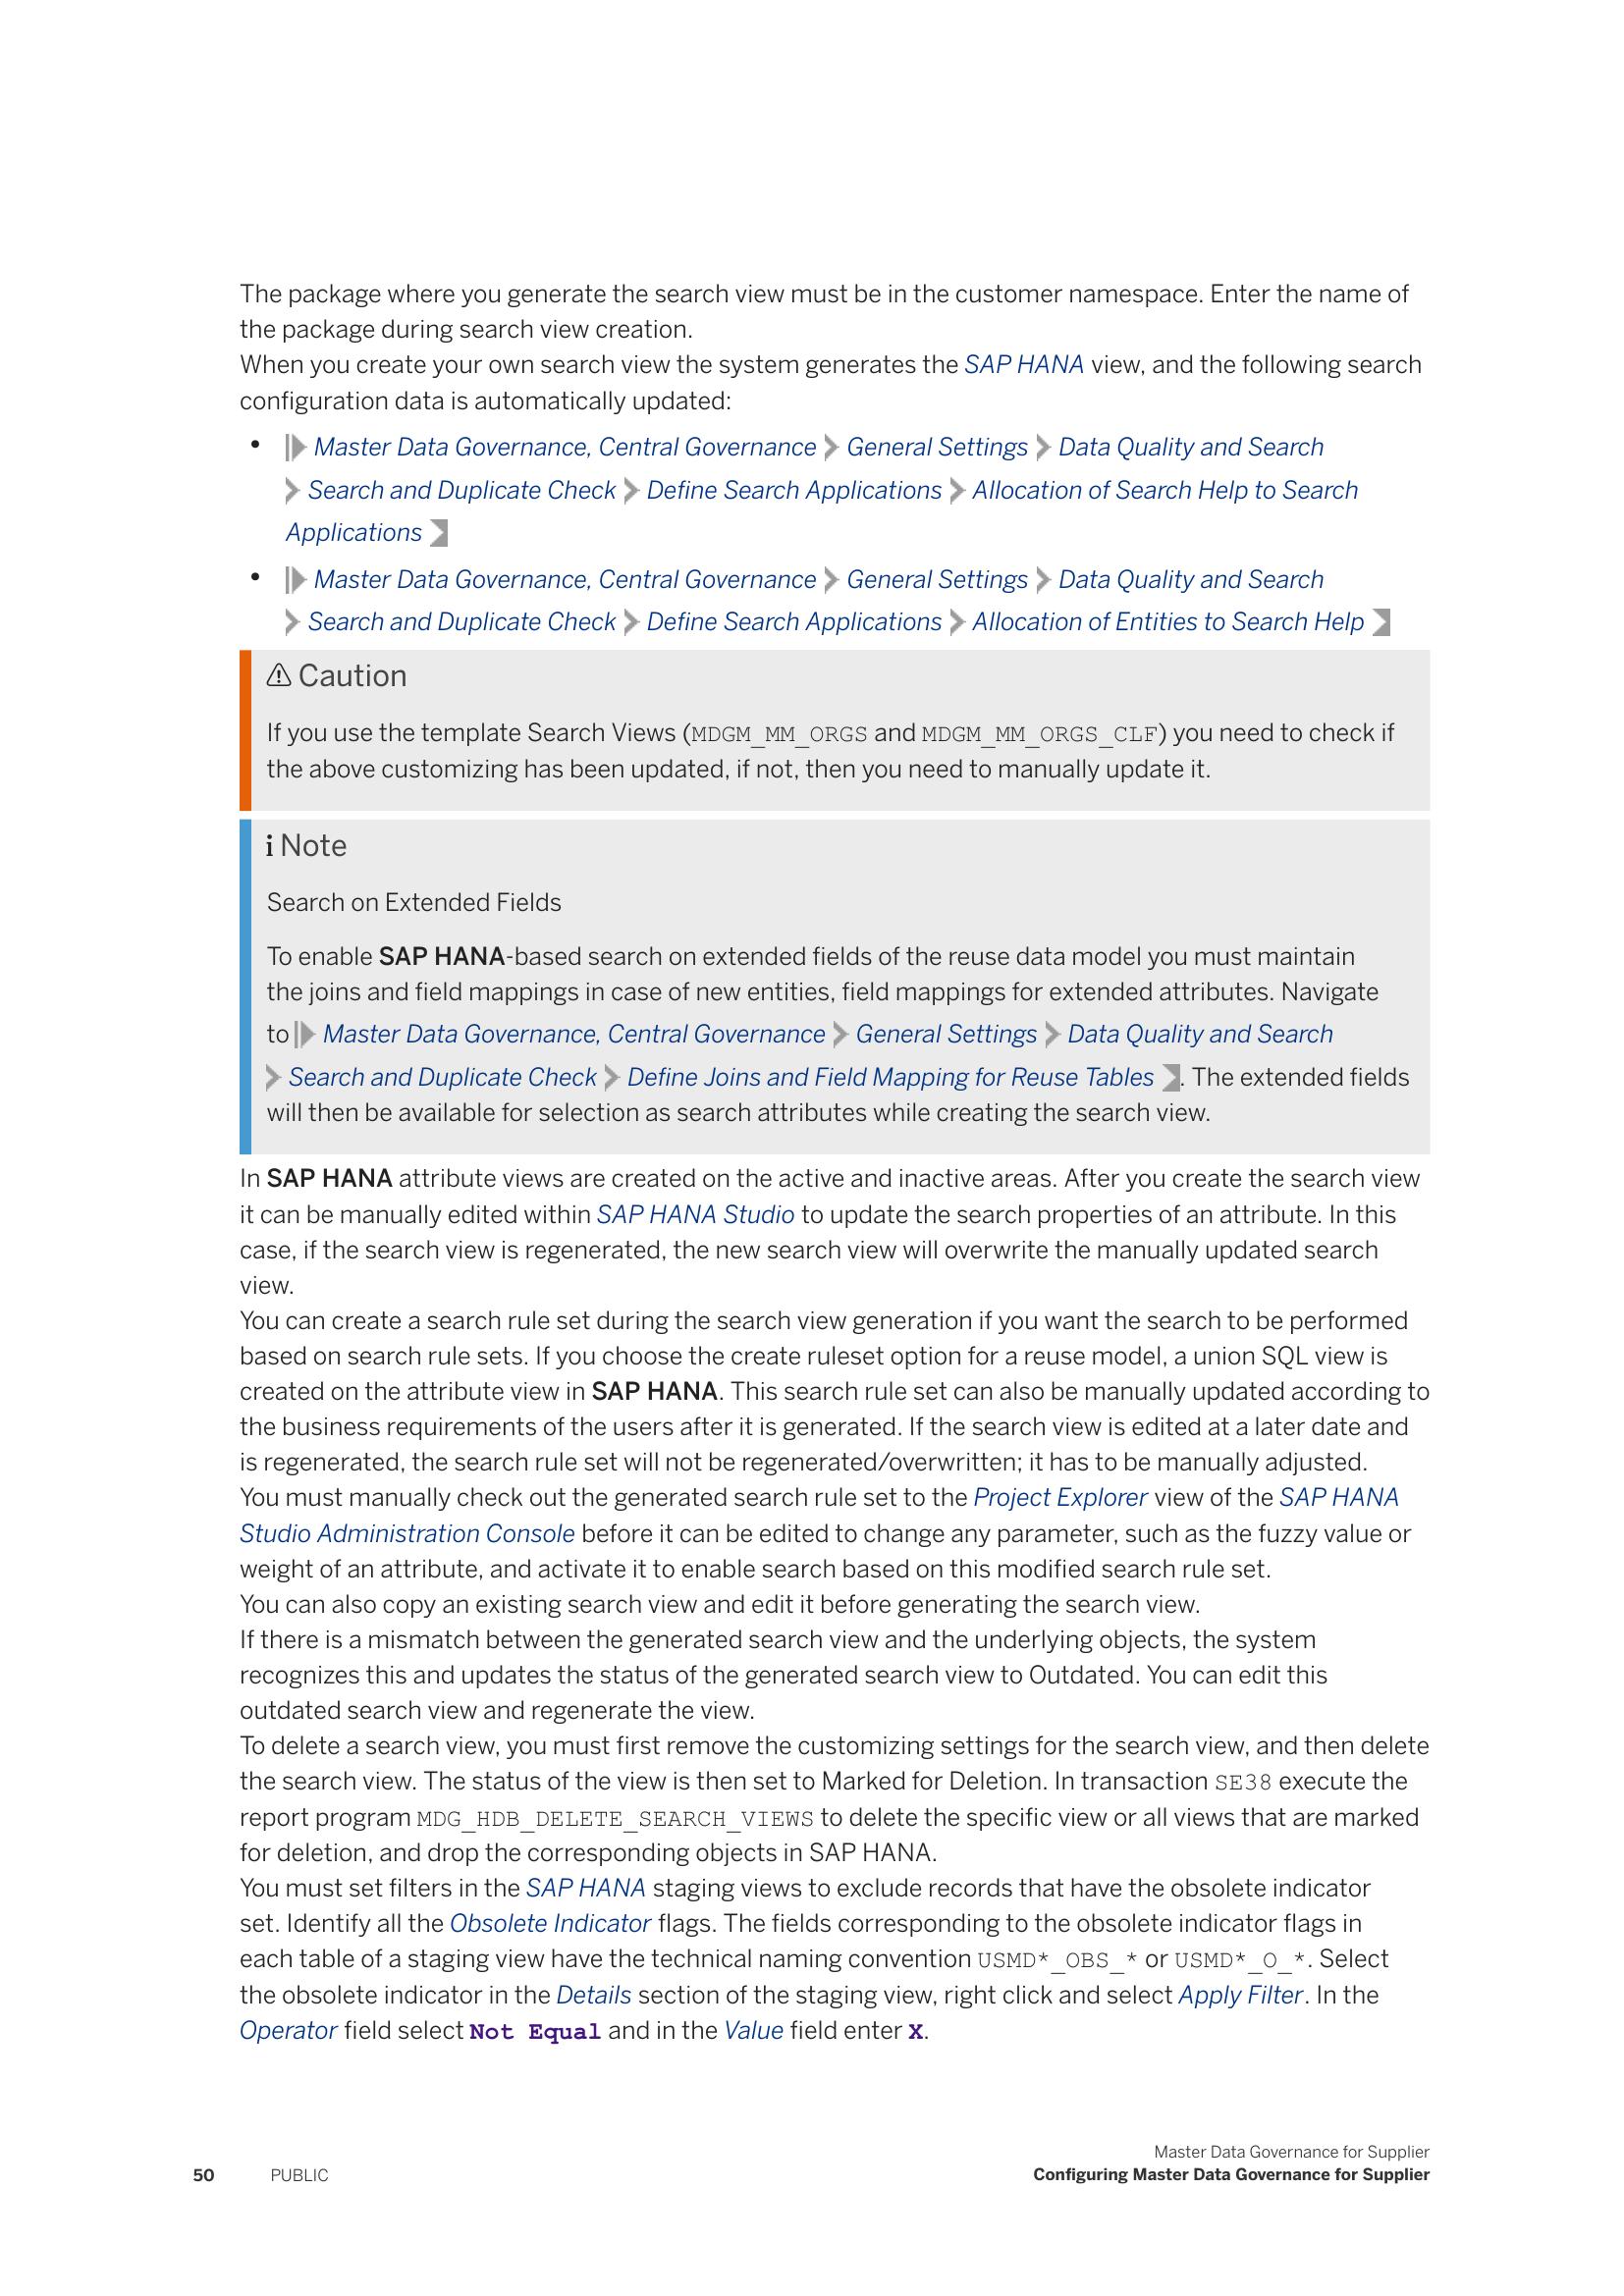 The package where you generate the search view must be in the customer namespace. Enter the name of
the package during search view creation.
When you create your own search view the system generates the SAP HANA view, and the following search
configuration data is automatically updated:
• Master Data Governance, Central Governance > General Settings > Data Quality and Search
> Search and Duplicate Check > Define Search Applications > Allocation of Search Help to Search
Applications
• Master Data Governance, Central Governance > General Settings > Data Quality and Search
> Search and Duplicate Check > Define Search Applications > Allocation of Entities to Search Help
⚠ Caution
If you use the template Search Views (MDGM_MM_ORGS and MDGM_MM_ORGS_CLF) you need to check if
the above customizing has been updated, if not, then you need to manually update it.
i Note
Search on Extended Fields
To enable SAP HANA-based search on extended fields of the reuse data model you must maintain
the joins and field mappings in case of new entities, field mappings for extended attributes. Navigate
to Master Data Governance, Central Governance > General Settings > Data Quality and Search
> Search and Duplicate Check > Define Joins and Field Mapping for Reuse Tables . The extended fields
will then be available for selection as search attributes while creating the search view.
In SAP HANA attribute views are created on the active and inactive areas. After you create the search view
it can be manually edited within SAP HANA Studio to update the search properties of an attribute. In this
case, if the search view is regenerated, the new search view will overwrite the manually updated search
view.
You can create a search rule set during the search view generation if you want the search to be performed
based on search rule sets. If you choose the create ruleset option for a reuse model, a union SQL view is
created on the attribute view in SAP HANA. This search rule set can also be manually updated according to
the business requirements of the users after it is generated. If the search view is edited at a later date and
is regenerated, the search rule set will not be regenerated/overwritten; it has to be manually adjusted.
You must manually check out the generated search rule set to the Project Explorer view of the SAP HANA
Studio Administration Console before it can be edited to change any parameter, such as the fuzzy value or
weight of an attribute, and activate it to enable search based on this modified search rule set.
You can also copy an existing search view and edit it before generating the search view.
If there is a mismatch between the generated search view and the underlying objects, the system
recognizes this and updates the status of the generated search view to Outdated. You can edit this
outdated search view and regenerate the view.
To delete a search view, you must first remove the customizing settings for the search view, and then delete
the search view. The status of the view is then set to Marked for Deletion. In transaction SE38 execute the
report program MDG_HDB_DELETE_SEARCH_VIEWS to delete the specific view or all views that are marked
for deletion, and drop the corresponding objects in SAP HANA.
You must set filters in the SAP HANA staging views to exclude records that have the obsolete indicator
set. Identify all the Obsolete Indicator flags. The fields corresponding to the obsolete indicator flags in
each table of a staging view have the technical naming convention USMD*_OBS_* or USMD*_O_*. Select
the obsolete indicator in the Details section of the staging view, right click and select Apply Filter. In the
Operator field select Not Equal and in the Value field enter X.
Master Data Governance for Supplier
50 PUBLIC Configuring Master Data Governance for Supplier